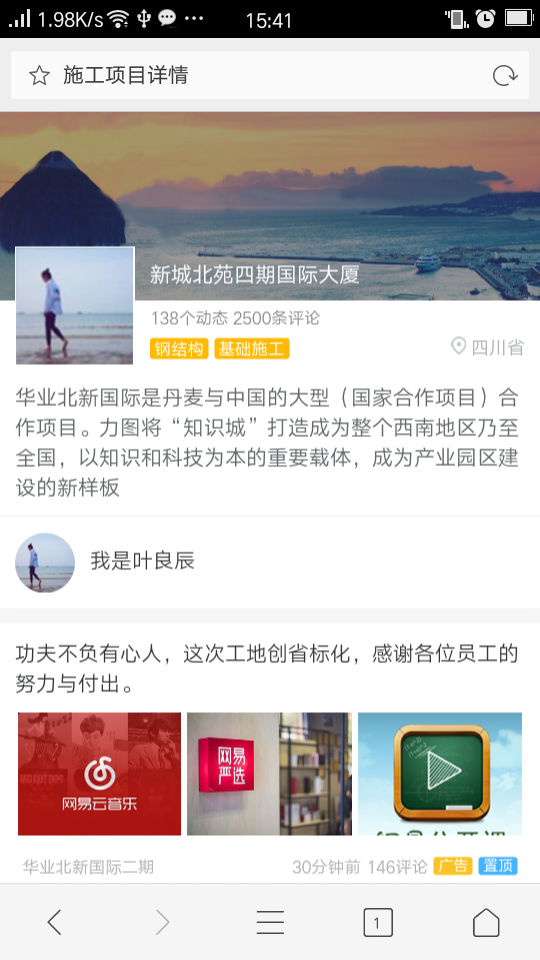 1.98K/s 15:41
施工项目详情
新城北苑四期国际大厦
138个动态 2500条评论
钢结构 基础施工 四川省
华业北新国际是丹麦与中国的大型（国家合作项目）合
作项目。力图将“知识城”打造成为整个西南地区乃至
全国，以知识和科技为本的重要载体，成为产业园区建
设的新样板
我是叶良辰
功夫不负有心人，这次工地创省标化，感谢各位员工的
努力与付出。
网易云音乐
网易
严选
华业北新国际二期 30分钟前 146评论 广告 置顶
1